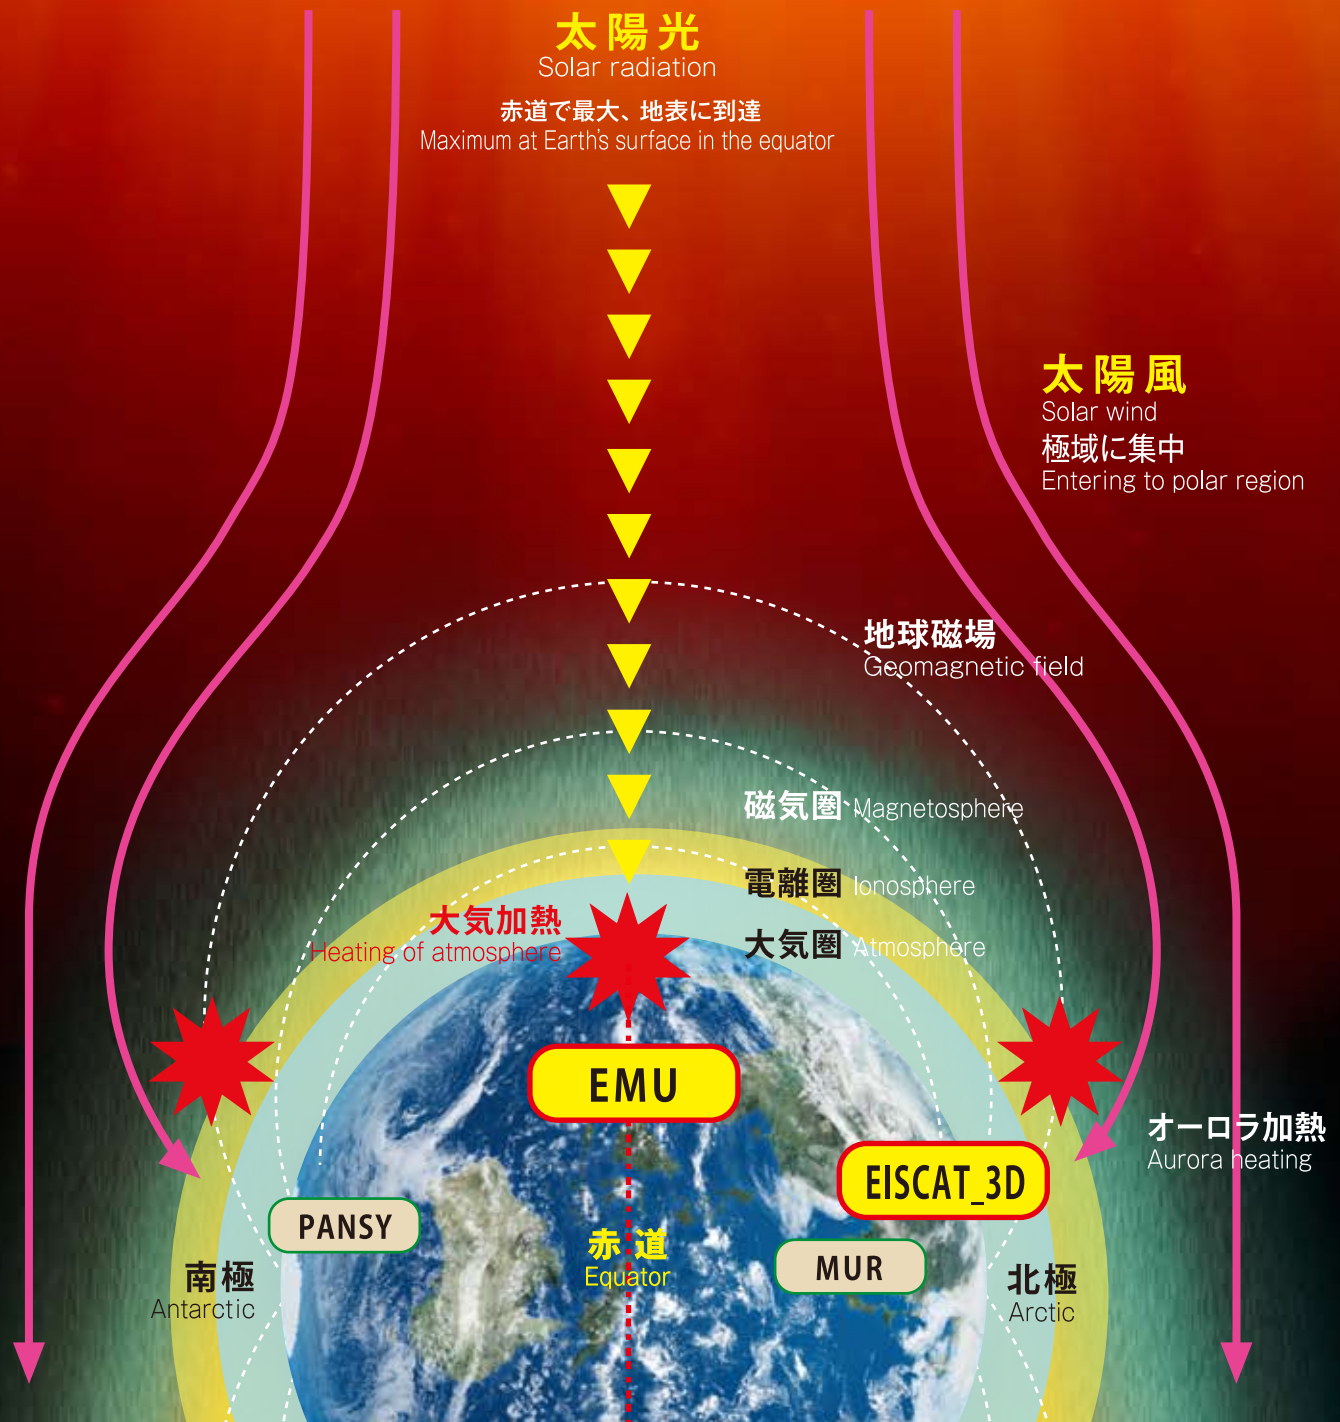 太陽光
Solar radiation
赤道で最大、地表に到達
Maximum at Earth's surface in the equator
太陽風
Solar wind
極域に集中
Entering to polar region
地球磁場
Geomagnetic field
磁気圏 Magnetosphere
電離圏 Ionosphere
大気加熱
Heating of atmosphere
大気圏 Atmosphere
EMU
オーロラ加熱
Aurora heating
EISCAT_3D
PANSY
赤道
Equator
MUR
南極
Antarctic
北極
Arctic